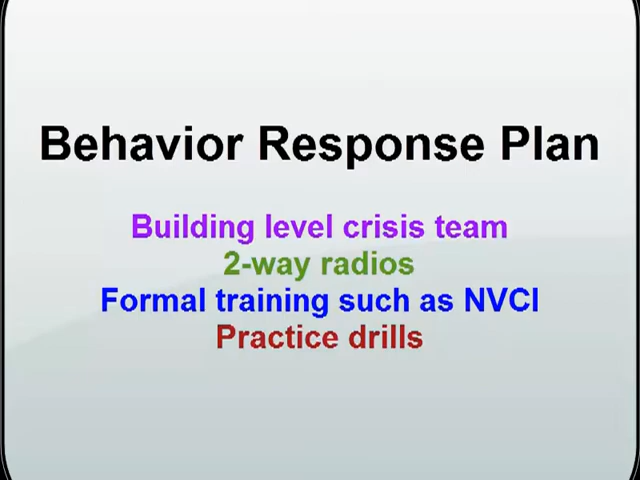 Behavior Response Plan
Building level crisis team
2-way radios
Formal training such as NVCI
Practice drills